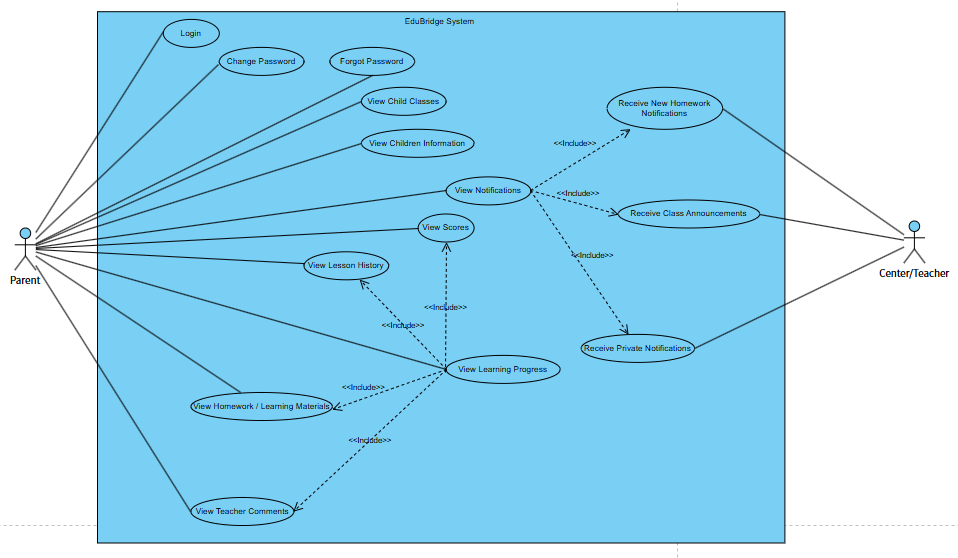 EduBridge System
Login
Change Password
Forgot Password
View Child Classes
Receive New Homework
Notifications
View Children Information
<<Include>>
View Notifications
<<Include>>
Receive Class Announcements
View Scores
Parent
Center/Teacher
<<Include>>
View Lesson History
<<Include>>
<<Include>>
Receive Private Notifications
View Learning Progress
<<Include>>
View Homework / Learning Materials
<<Include>>
View Teacher Comments